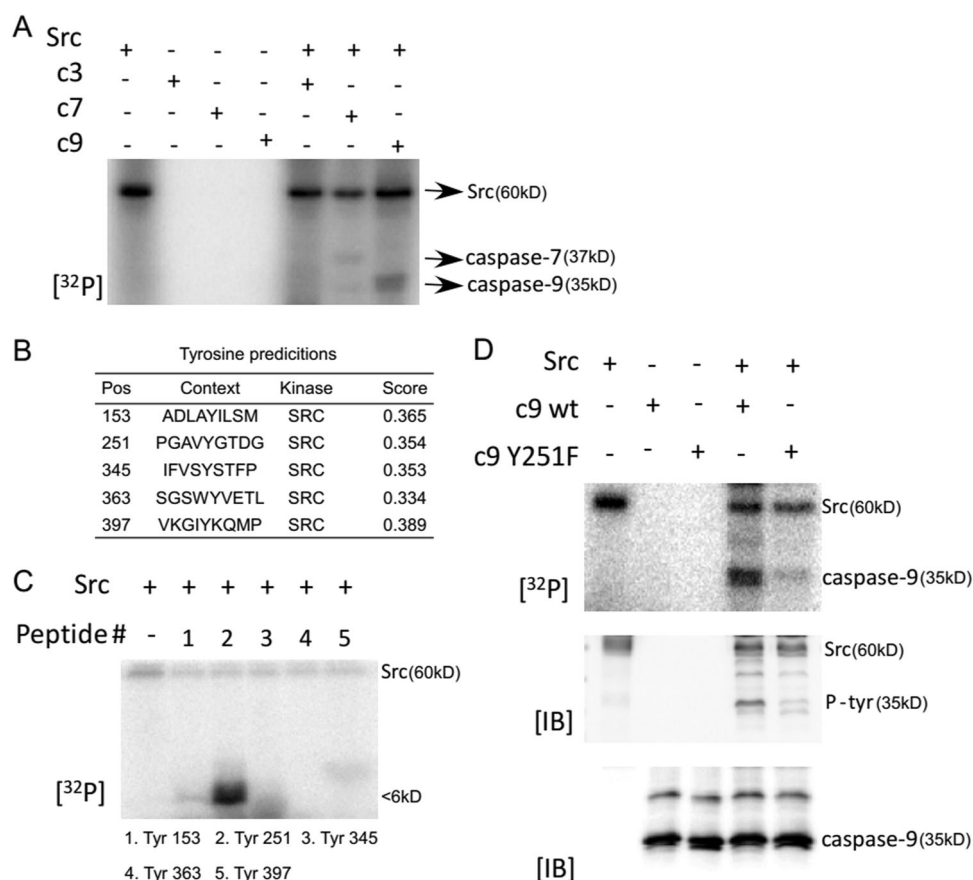 A
Src + - - - + + +
c3 - + - - + - -
c7 - - + - - + -
c9 - - - + - - +
Src(60kD)
caspase-7(37kD)
[³²P]
caspase-9(35kD)
B
Tyrosine predicitions
Pos Context Kinase Score
153 ADLAYILSM SRC 0.365
251 PGAVYGTDG SRC 0.354
345 IFVSYSTFP SRC 0.353
363 SGSWYVETL SRC 0.334
397 VKGIYKQMP SRC 0.389
C
Src + + + + + +
Peptide# - 1 2 3 4 5
Src(60kD)
[³²P]
<6kD
1. Tyr 153 2. Tyr 251 3. Tyr 345
4. Tyr 363 5. Tyr 397
D
Src + - - + +
c9 wt - + - + -
c9 Y251F - - + - +
Src(60kD)
caspase-9(35kD)
[³²P]
Src(60kD)
P-tyr(35kD)
[IB]
caspase-9(35kD)
[IB]